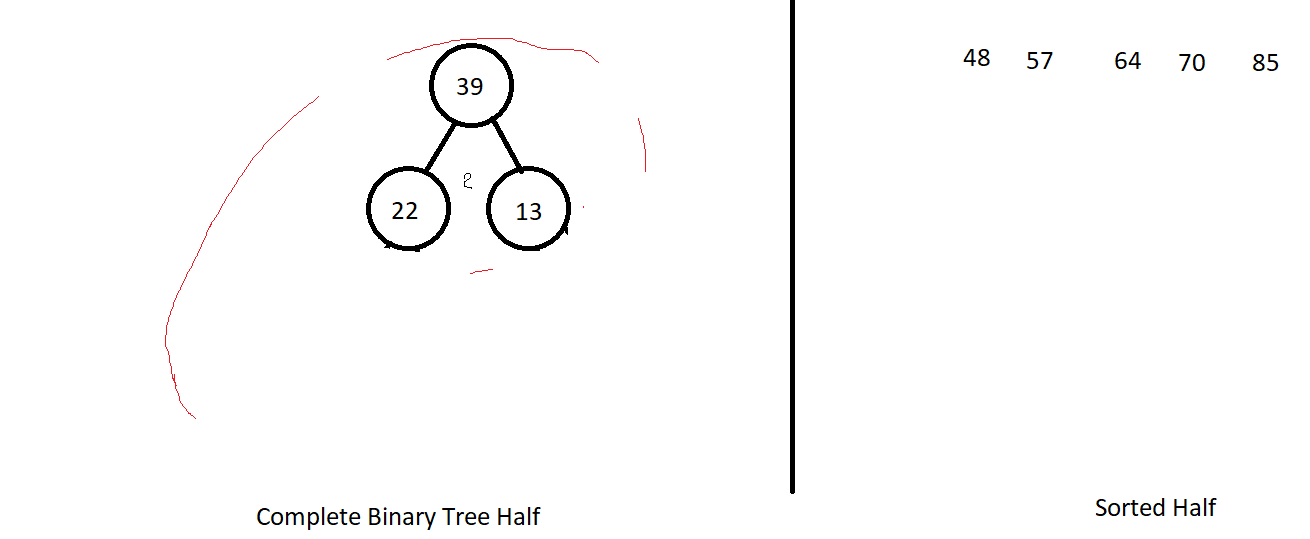 39
48 57 64 70 85
22 13
Complete Binary Tree Half
Sorted Half